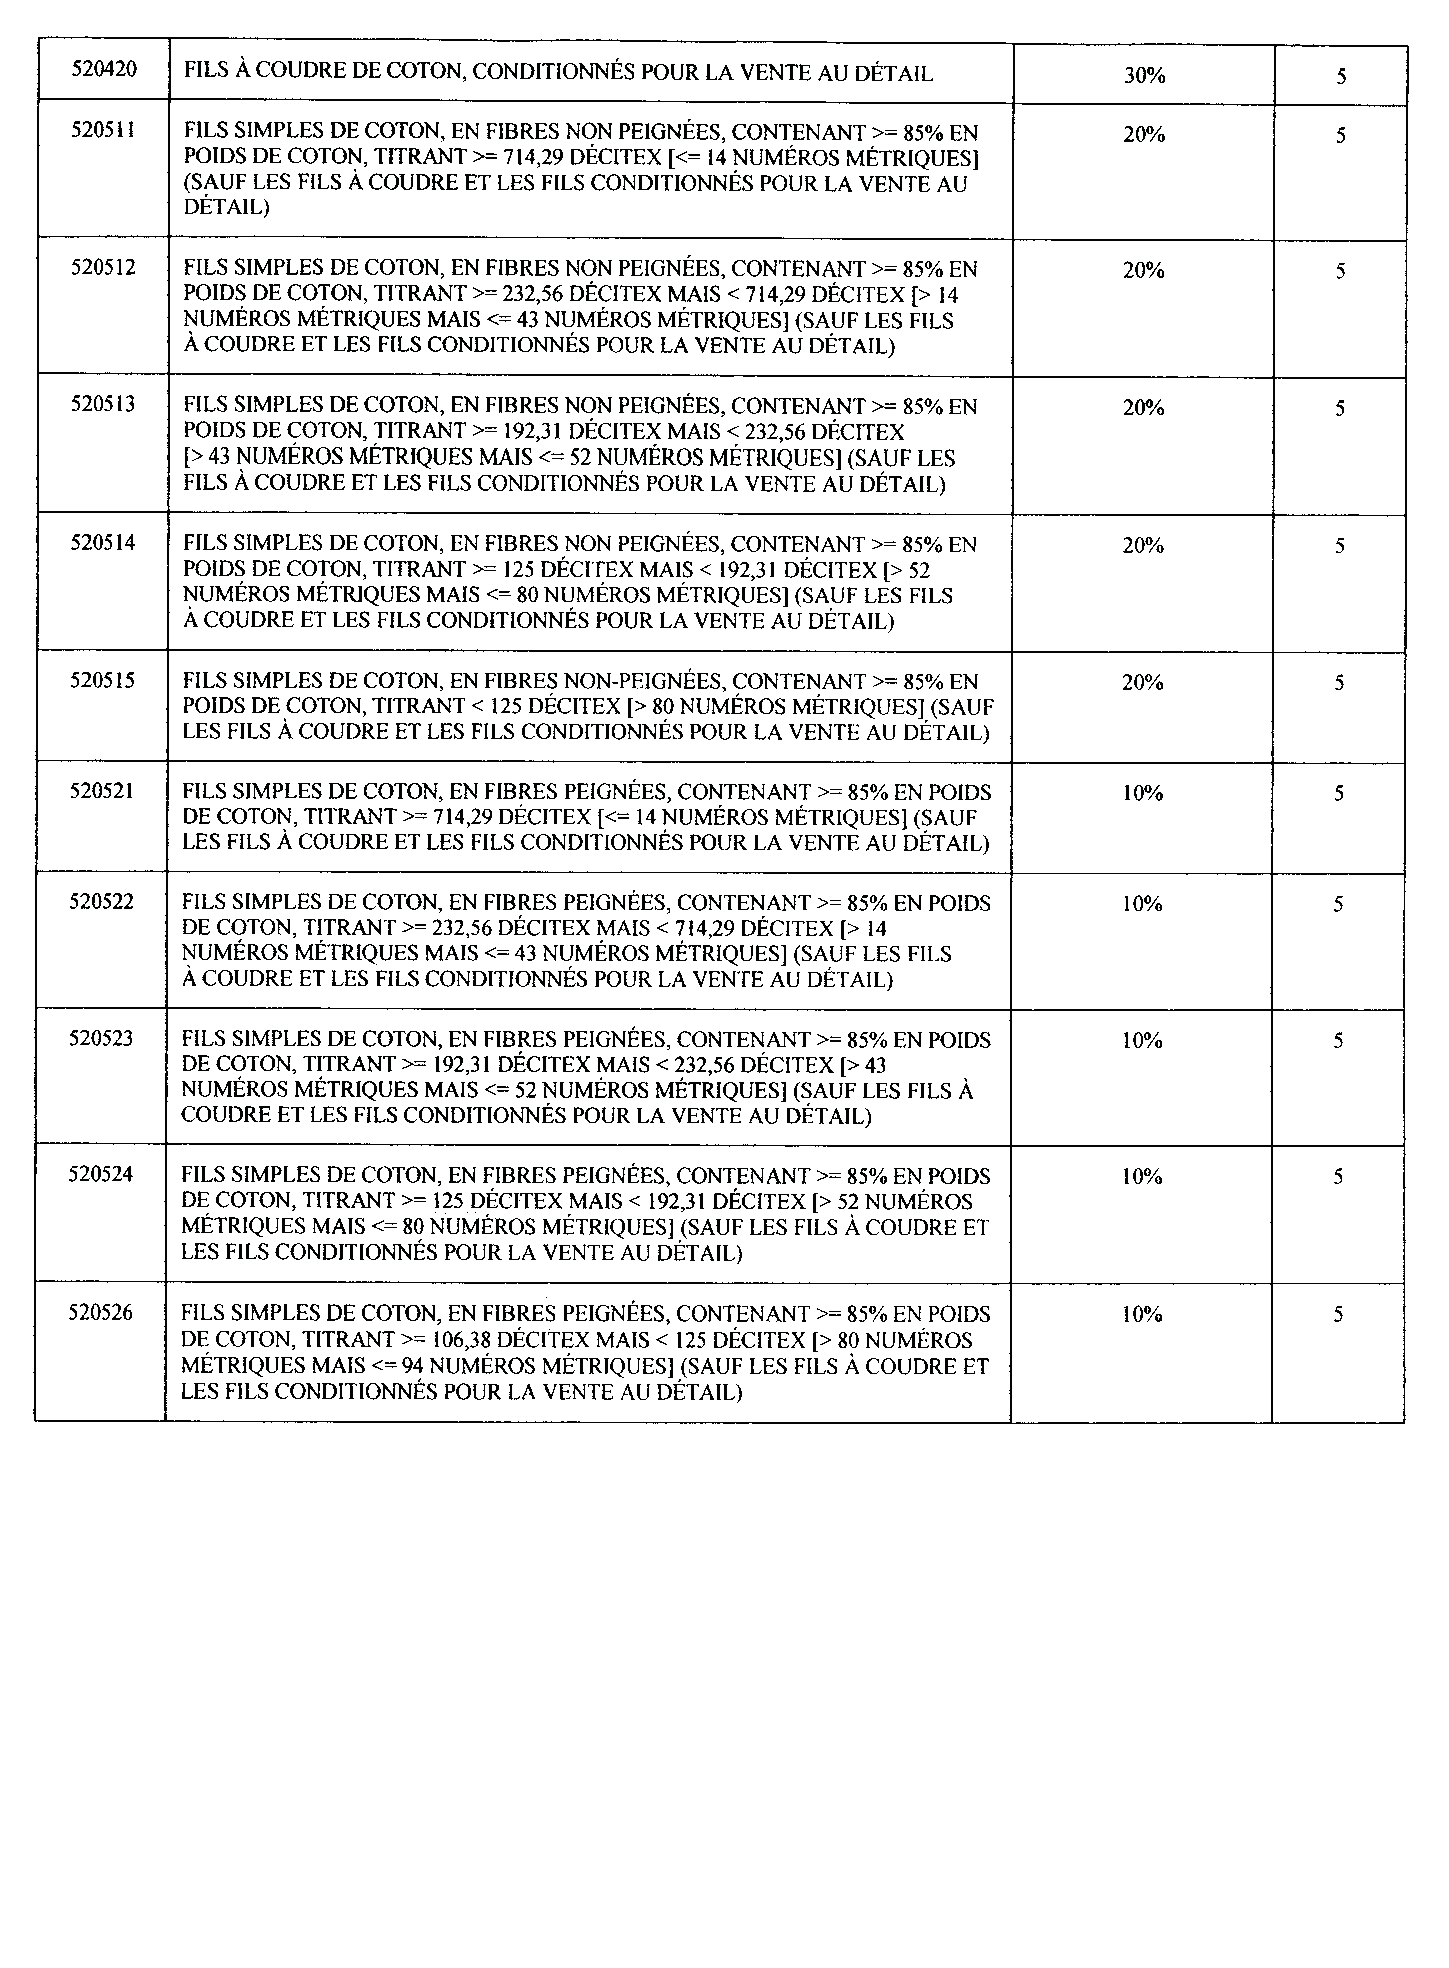 520420 FILS À COUDRE DE COTON, CONDITIONNÉS POUR LA VENTE AU DÉTAIL 30% 5
520511 FILS SIMPLES DE COTON, EN FIBRES NON PEIGNÉES, CONTENANT >= 85% EN 20% 5
POIDS DE COTON, TITRANT >= 714,29 DÉCITEX [<= 14 NUMÉROS MÉTRIQUES]
(SAUF LES FILS À COUDRE ET LES FILS CONDITIONNÉS POUR LA VENTE AU
DÉTAIL)
520512 FILS SIMPLES DE COTON, EN FIBRES NON PEIGNÉES, CONTENANT >= 85% EN 20% 5
POIDS DE COTON, TITRANT >= 232,56 DÉCITEX MAIS < 714,29 DÉCITEX [> 14
NUMÉROS MÉTRIQUES MAIS <= 43 NUMÉROS MÉTRIQUES] (SAUF LES FILS
À COUDRE ET LES FILS CONDITIONNÉS POUR LA VENTE AU DÉTAIL)
520513 FILS SIMPLES DE COTON, EN FIBRES NON PEIGNÉES, CONTENANT >= 85% EN 20% 5
POIDS DE COTON, TITRANT >= 192,31 DÉCITEX MAIS < 232,56 DÉCITEX
[> 43 NUMÉROS MÉTRIQUES MAIS <= 52 NUMÉROS MÉTRIQUES] (SAUF LES
FILS À COUDRE ET LES FILS CONDITIONNÉS POUR LA VENTE AU DÉTAIL)
520514 FILS SIMPLES DE COTON, EN FIBRES NON PEIGNÉES, CONTENANT >= 85% EN 20% 5
POIDS DE COTON, TITRANT >= 125 DÉCITEX MAIS < 192,31 DÉCITEX [> 52
NUMÉROS MÉTRIQUES MAIS <= 80 NUMÉROS MÉTRIQUES] (SAUF LES FILS
À COUDRE ET LES FILS CONDITIONNÉS POUR LA VENTE AU DÉTAIL)
520515 FILS SIMPLES DE COTON, EN FIBRES NON-PEIGNÉES, CONTENANT >= 85% EN 20% 5
POIDS DE COTON, TITRANT < 125 DÉCITEX [> 80 NUMÉROS MÉTRIQUES] (SAUF
LES FILS À COUDRE ET LES FILS CONDITIONNÉS POUR LA VENTE AU DÉTAIL)
520521 FILS SIMPLES DE COTON, EN FIBRES PEIGNÉES, CONTENANT >= 85% EN POIDS 10% 5
DE COTON, TITRANT >= 714,29 DÉCITEX [<= 14 NUMÉROS MÉTRIQUES] (SAUF
LES FILS À COUDRE ET LES FILS CONDITIONNÉS POUR LA VENTE AU DÉTAIL)
520522 FILS SIMPLES DE COTON, EN FIBRES PEIGNÉES, CONTENANT >= 85% EN POIDS 10% 5
DE COTON, TITRANT >= 232,56 DÉCITEX MAIS < 714,29 DÉCITEX [> 14
NUMÉROS MÉTRIQUES MAIS <= 43 NUMÉROS MÉTRIQUES] (SAUF LES FILS
À COUDRE ET LES FILS CONDITIONNÉS POUR LA VENTE AU DÉTAIL)
520523 FILS SIMPLES DE COTON, EN FIBRES PEIGNÉES, CONTENANT >= 85% EN POIDS 10% 5
DE COTON, TITRANT >= 192,31 DÉCITEX MAIS < 232,56 DÉCITEX [> 43
NUMÉROS MÉTRIQUES MAIS <= 52 NUMÉROS MÉTRIQUES] (SAUF LES FILS À
COUDRE ET LES FILS CONDITIONNÉS POUR LA VENTE AU DÉTAIL)
520524 FILS SIMPLES DE COTON, EN FIBRES PEIGNÉES, CONTENANT >= 85% EN POIDS 10% 5
DE COTON, TITRANT >= 125 DÉCITEX MAIS < 192,31 DÉCITEX [> 52 NUMÉROS
MÉTRIQUES MAIS <= 80 NUMÉROS MÉTRIQUES] (SAUF LES FILS À COUDRE ET
LES FILS CONDITIONNÉS POUR LA VENTE AU DÉTAIL)
520526 FILS SIMPLES DE COTON, EN FIBRES PEIGNÉES, CONTENANT >= 85% EN POIDS 10% 5
DE COTON, TITRANT >= 106,38 DÉCITEX MAIS < 125 DÉCITEX [> 80 NUMÉROS
MÉTRIQUES MAIS <= 94 NUMÉROS MÉTRIQUES] (SAUF LES FILS À COUDRE ET
LES FILS CONDITIONNÉS POUR LA VENTE AU DÉTAIL)